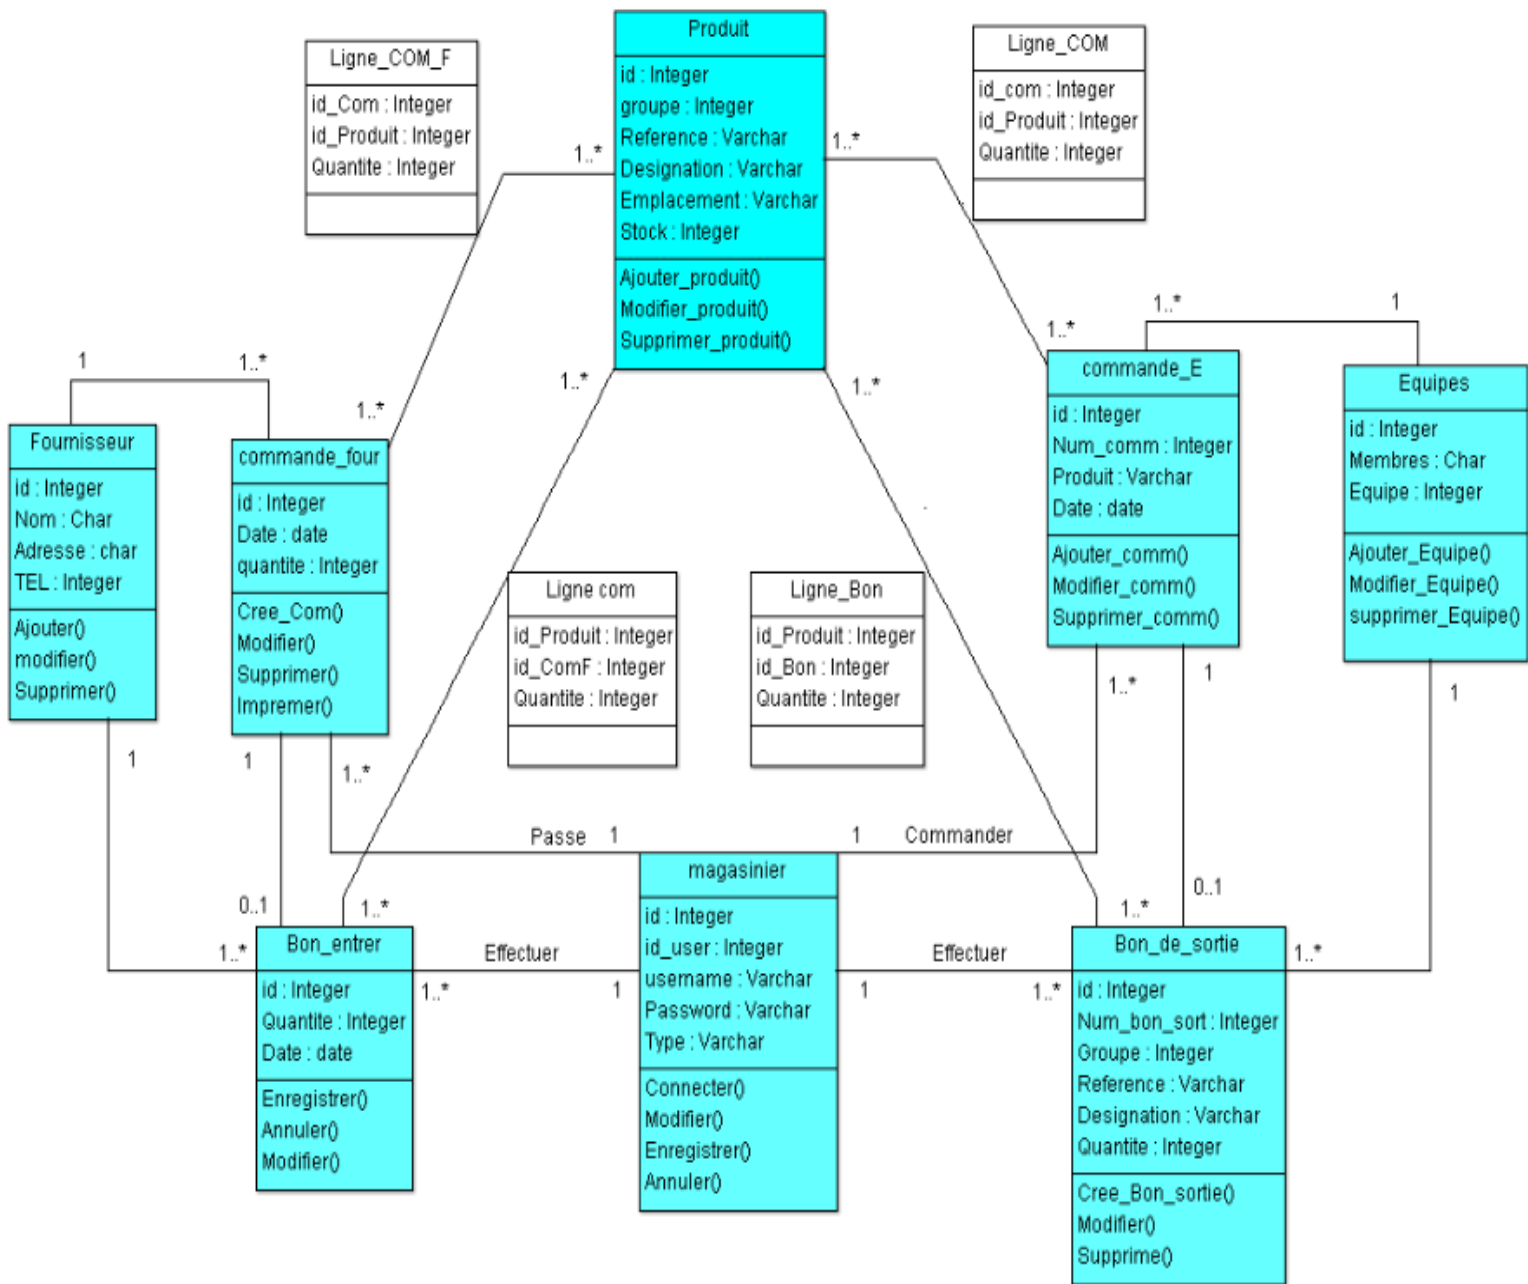 Produit
id : Integer
groupe : Integer
Reference : Varchar
Designation : Varchar
Emplacement : Varchar
Stock : Integer
Ajouter_produit()
Modifier_produit()
Supprimer_produit()
Ligne_COM_F
id_Com : Integer
id_Produit : Integer
Quantite : Integer
Ligne_COM
id_com : Integer
id_Produit : Integer
Quantite : Integer
1..*
1..*
1..*
1..*
1..*
1..*
1
1..*
1..*
1
Fournisseur
id : Integer
Nom : Char
Adresse : char
TEL : Integer
Ajouter()
modifier()
Supprimer()
commande_four
id : Integer
Date : date
quantite : Integer
Cree_Com()
Modifier()
Supprimer()
Impremer()
commande_E
id : Integer
Num_comm : Integer
Produit : Varchar
Date : date
Ajouter_comm()
Modifier_comm()
Supprimer_comm()
Equipes
id : Integer
Membres : Char
Equipe : Integer
Ajouter_Equipe()
Modifier_Equipe()
supprimer_Equipe()
Ligne com
id_Produit : Integer
id_ComF : Integer
Quantite : Integer
Ligne_Bon
id_Produit : Integer
id_Bon : Integer
Quantite : Integer
1
1
1..*
1..*
1
1
Passe
1
1
Commander
0..1
1..*
0..1
1..*
1..*
Effectuer
1..*
1
Effectuer
1
1..*
1..*
Bon_entrer
id : Integer
Quantite : Integer
Date : date
Enregistrer()
Annuler()
Modifier()
magasinier
id : Integer
id_user : Integer
username : Varchar
Password : Varchar
Type : Varchar
Connecter()
Modifier()
Enregistrer()
Annuler()
Bon_de_sortie
id : Integer
Num_bon_sort : Integer
Groupe : Integer
Reference : Varchar
Designation : Varchar
Quantite : Integer
Cree_Bon_sortie()
Modifier()
Supprime()